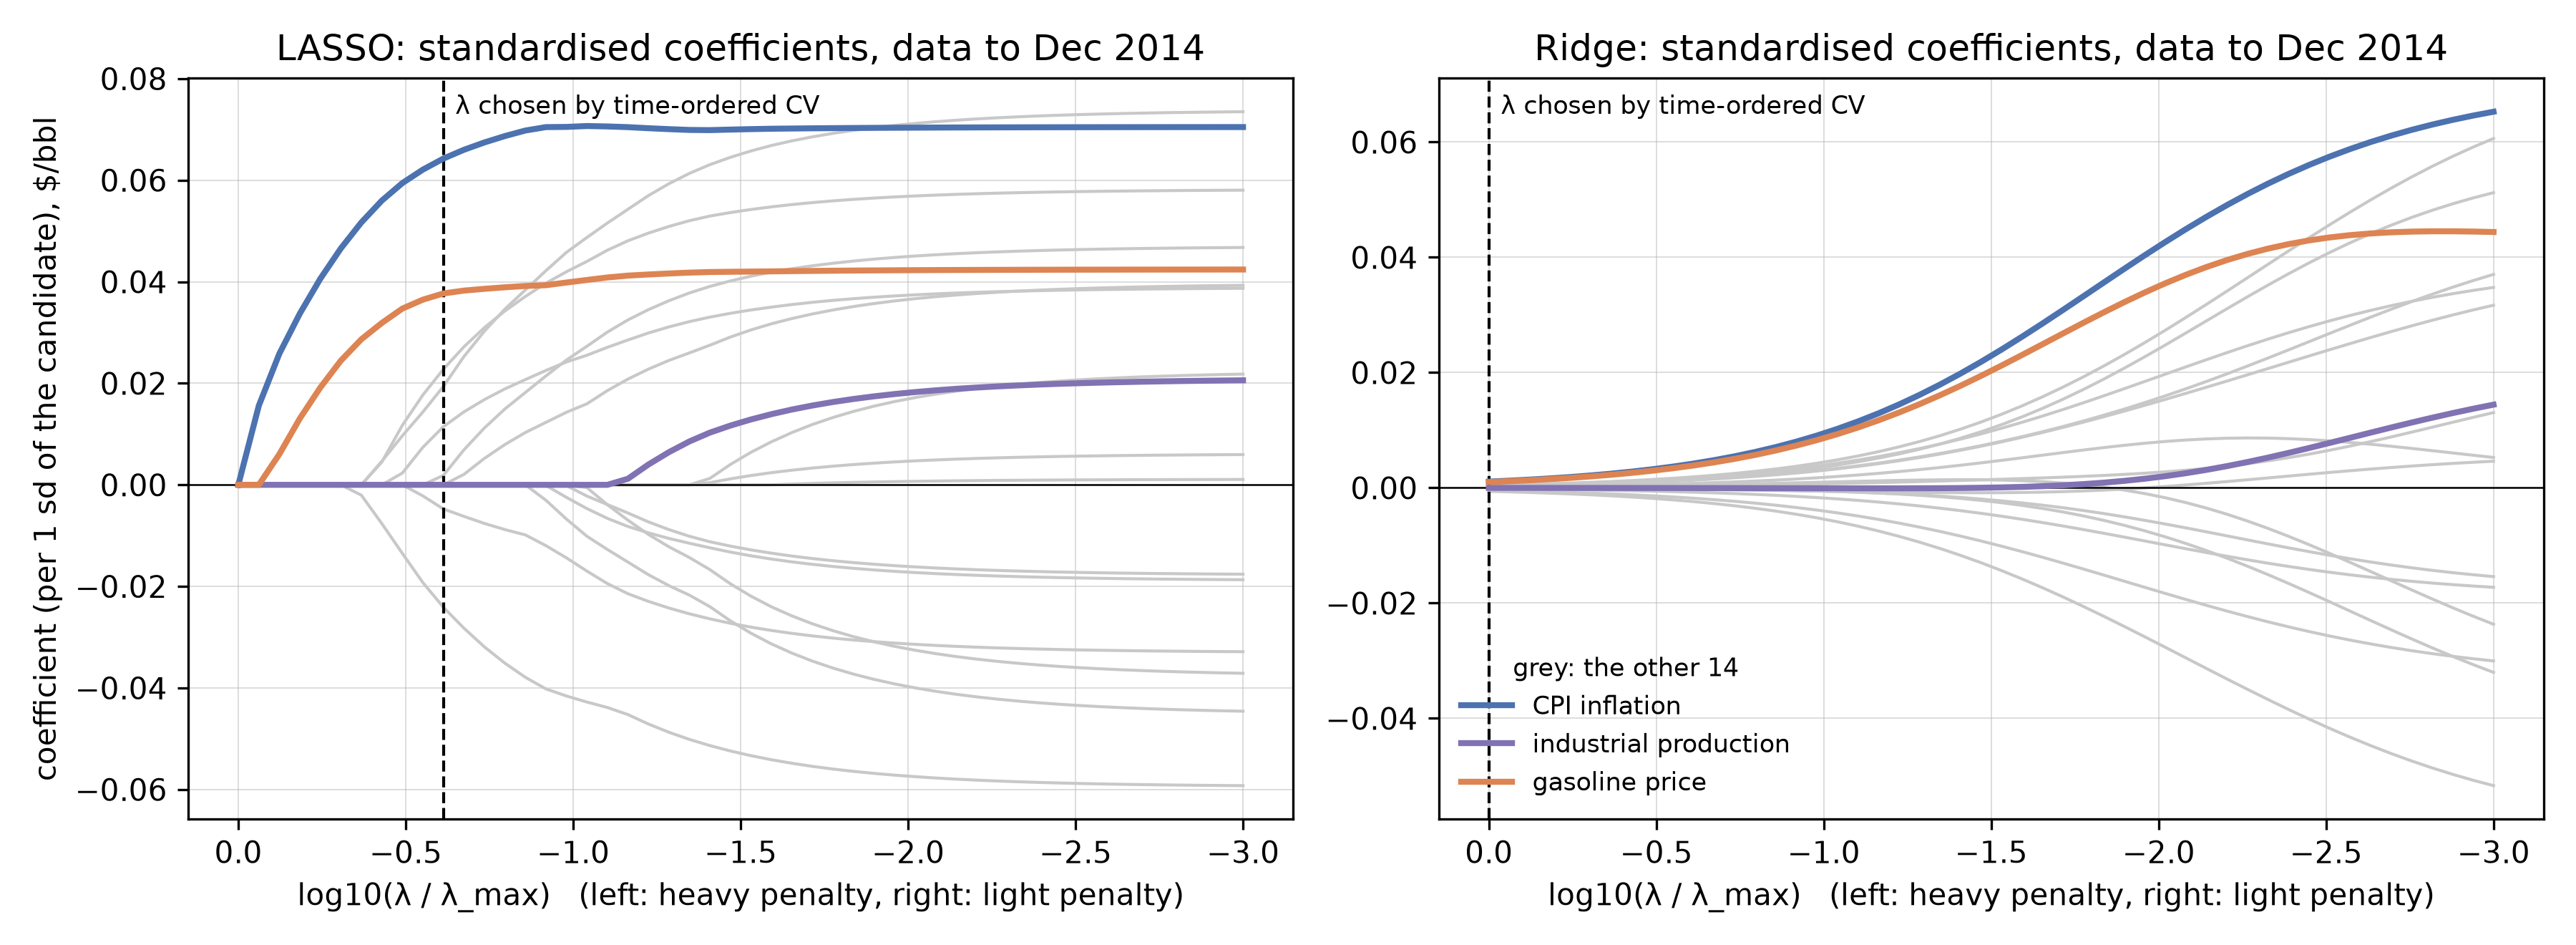 LASSO: standardised coefficients, data to Dec 2014
λ chosen by time-ordered CV
coefficient (per 1 sd of the candidate), $/bbl
0.08
0.06
0.04
0.02
0.00
−0.02
−0.04
−0.06
0.0 −0.5 −1.0 −1.5 −2.0 −2.5 −3.0
log10(λ / λ_max) (left: heavy penalty, right: light penalty)
Ridge: standardised coefficients, data to Dec 2014
λ chosen by time-ordered CV
0.06
0.04
0.02
0.00
−0.02
−0.04
grey: the other 14
CPI inflation
industrial production
gasoline price
0.0 −0.5 −1.0 −1.5 −2.0 −2.5 −3.0
log10(λ / λ_max) (left: heavy penalty, right: light penalty)